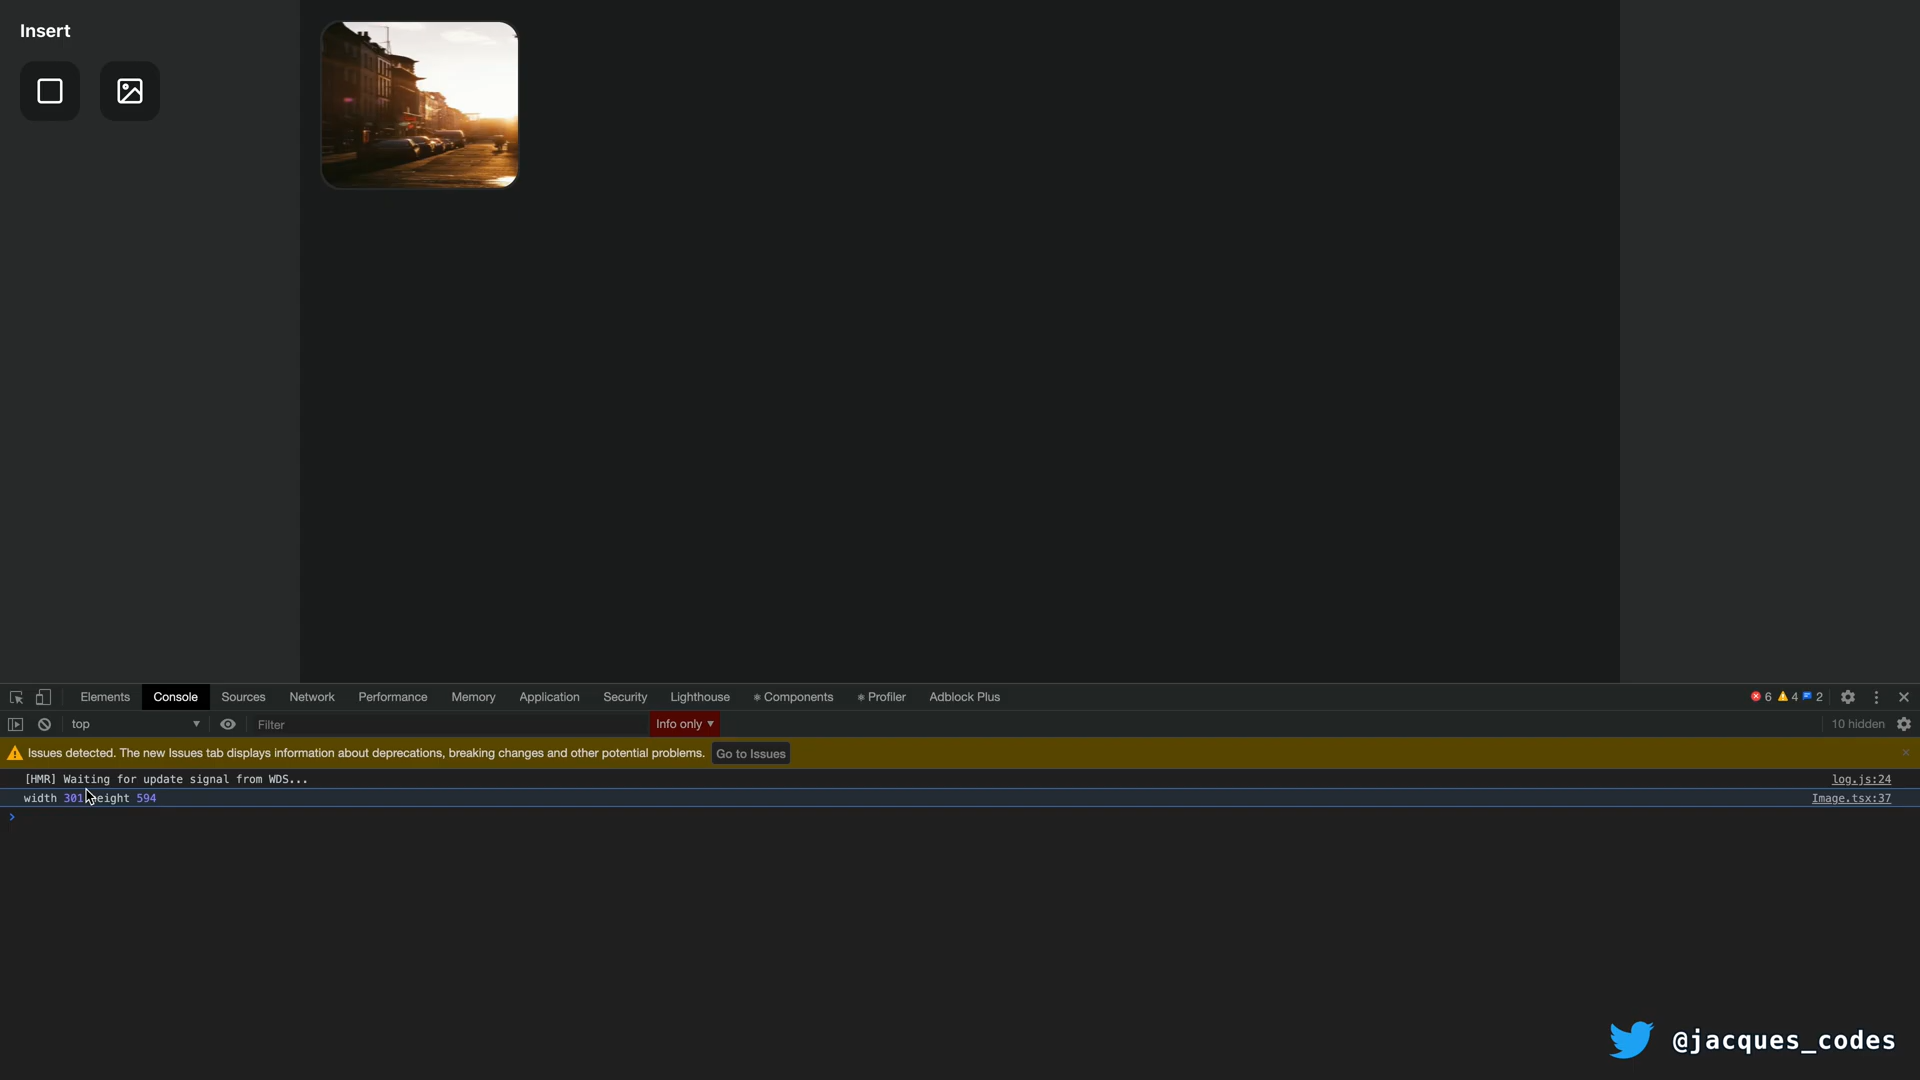 Insert
Elements Console Sources Network Performance Memory Application Security Lighthouse Components Profiler Adblock Plus 6 4 2
top Filter Info only 10 hidden
Issues detected. The new Issues tab displays information about deprecations, breaking changes and other potential problems. Go to Issues
[HMR] Waiting for update signal from WDS... log.js:24
width 301 height 594 Image.tsx:37
@jacques_codes